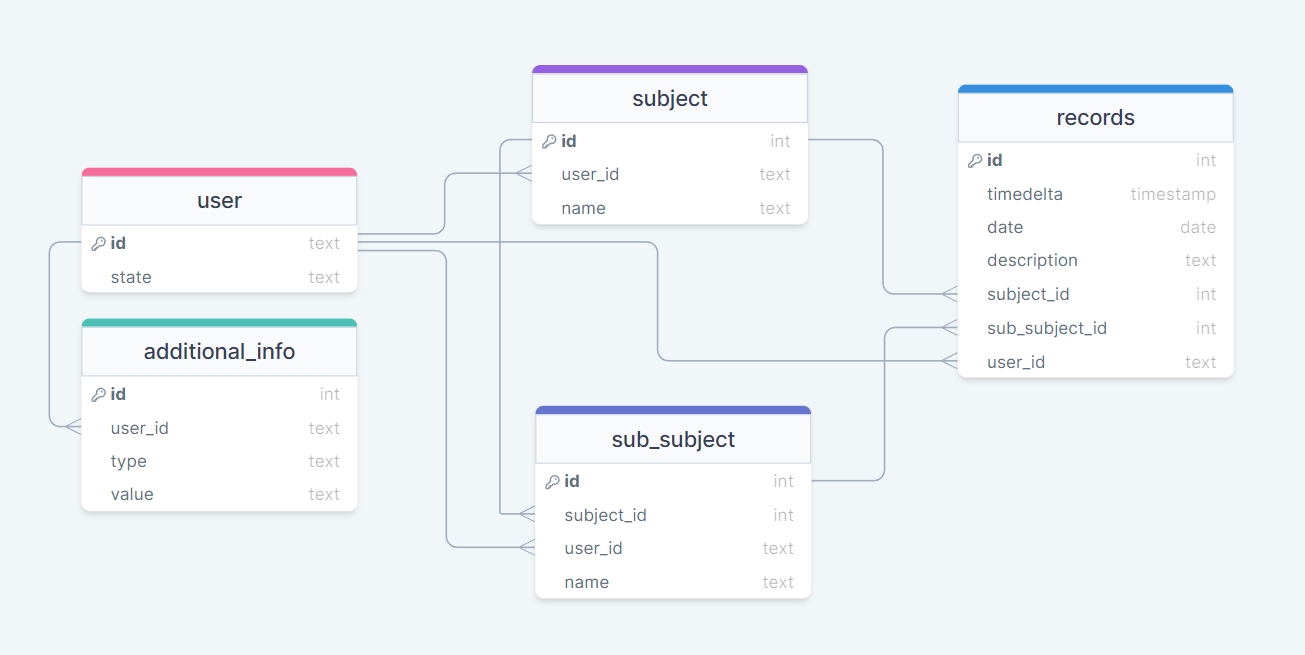 user
id text
state text
additional_info
id int
user_id text
type text
value text
subject
id int
user_id text
name text
sub_subject
id int
subject_id int
user_id text
name text
records
id int
timedelta timestamp
date date
description text
subject_id int
sub_subject_id int
user_id text